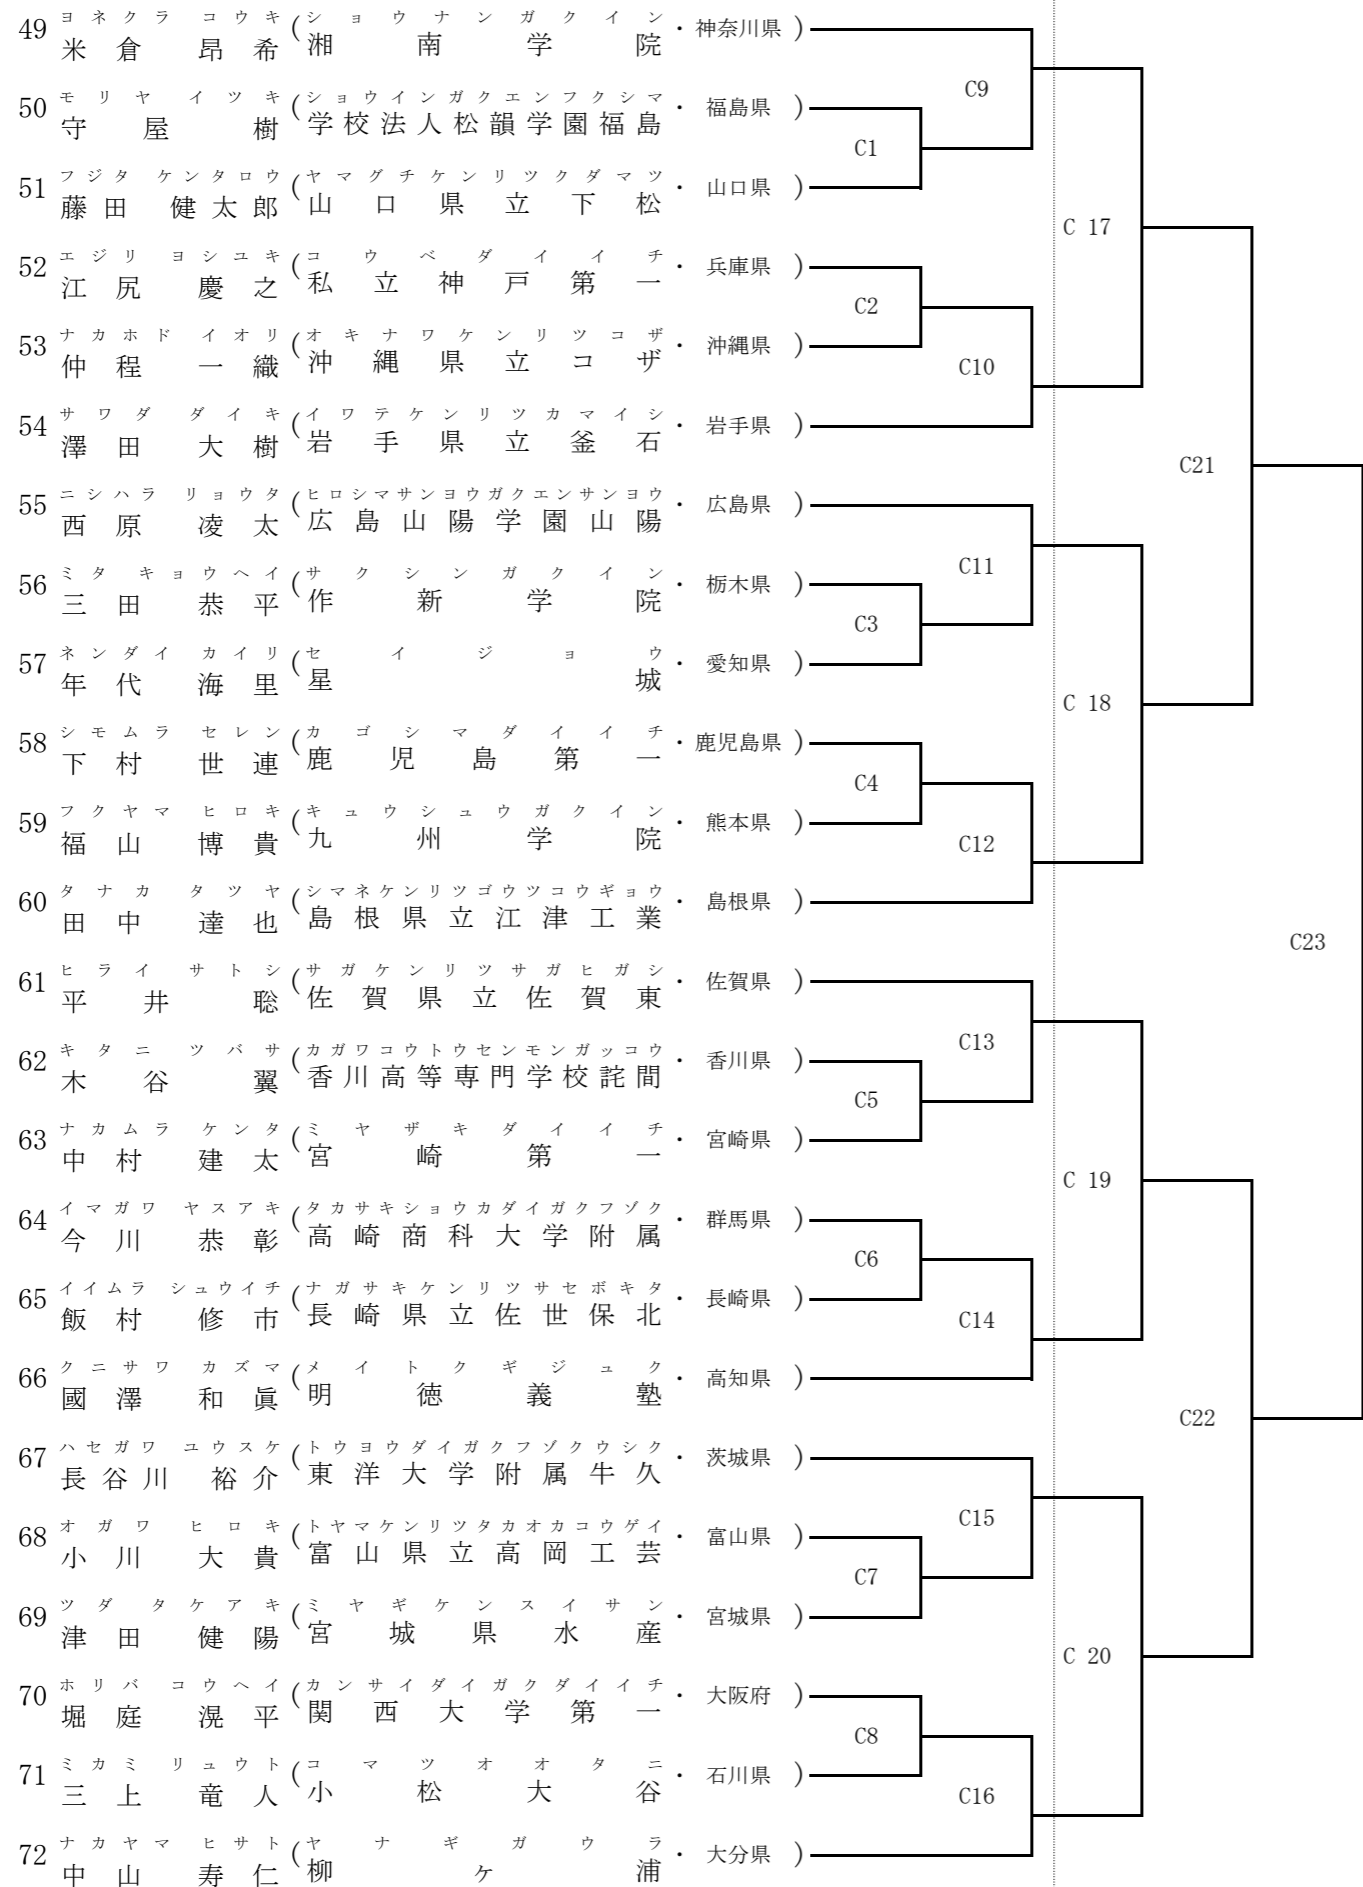 ヨネクラ コウキ ショウナンガクイン
49 米倉 昂希 (湘南学院・神奈川県)
モリヤ イツキ ショウインガクエンフクシマ
50 守屋 樹 (学校法人松韻学園福島・福島県)
フジタ ケンタロウ ヤマグチケンリツクダマツ
51 藤田 健太郎 (山口県立下松・山口県)
エジリ ヨシユキ コウベダイイチ
52 江尻 慶之 (私立神戸第一・兵庫県)
ナカホド イオリ オキナワケンリツコザ
53 仲程 一織 (沖縄県立コザ・沖縄県)
サワダ ダイキ イワテケンリツカマイシ
54 澤田 大樹 (岩手県立釜石・岩手県)
ニシハラ リョウタ ヒロシマサンヨウガクエンサンヨウ
55 西原 凌太 (広島山陽学園山陽・広島県)
ミタ キョウヘイ サクシンガクイン
56 三田 恭平 (作新学院・栃木県)
ネンダイ カイリ セイジョウ
57 年代 海里 (星城・愛知県)
シモムラ セレン カゴシマダイイチ
58 下村 世連 (鹿児島第一・鹿児島県)
フクヤマ ヒロキ キュウシュウガクイン
59 福山 博貴 (九州学院・熊本県)
タナカ タツヤ シマネケンリツゴウツコウギョウ
60 田中 達也 (島根県立江津工業・島根県)
ヒライ サトシ サガケンリツサガヒガシ
61 平井 聡 (佐賀県立佐賀東・佐賀県)
キタニ ツバサ カガワコウトウセンモンガッコウ
62 木谷 翼 (香川高等専門学校詫間・香川県)
ナカムラ ケンタ ミヤザキダイイチ
63 中村 建太 (宮崎第一・宮崎県)
イマガワ ヤスアキ タカサキショウカダイガクフゾク
64 今川 恭彰 (高崎商科大学附属・群馬県)
イイムラ シュウイチ ナガサキケンリツサセボキタ
65 飯村 修市 (長崎県立佐世保北・長崎県)
クニサワ カズマ メイトクギジュク
66 國澤 和眞 (明徳義塾・高知県)
ハセガワ ユウスケ トウヨウダイガクフゾクウシク
67 長谷川 裕介 (東洋大学附属牛久・茨城県)
オガワ ヒロキ トヤマケンリツタカオカコウゲイ
68 小川 大貴 (富山県立高岡工芸・富山県)
ツダ タケアキ ミヤギケンスイサン
69 津田 健陽 (宮城県水産・宮城県)
ホリバ コウヘイ カンサイダイガクダイイチ
70 堀庭 滉平 (関西大学第一・大阪府)
ミカミ リュウト コマツオオタニ
71 三上 竜人 (小松大谷・石川県)
ナカヤマ ヒサト ヤナギガウラ
72 中山 寿仁 (柳ヶ浦・大分県)
C1
C2
C3
C4
C5
C6
C7
C8
C9
C10
C11
C12
C13
C14
C15
C16
C 17
C 18
C 19
C 20
C21
C22
C23